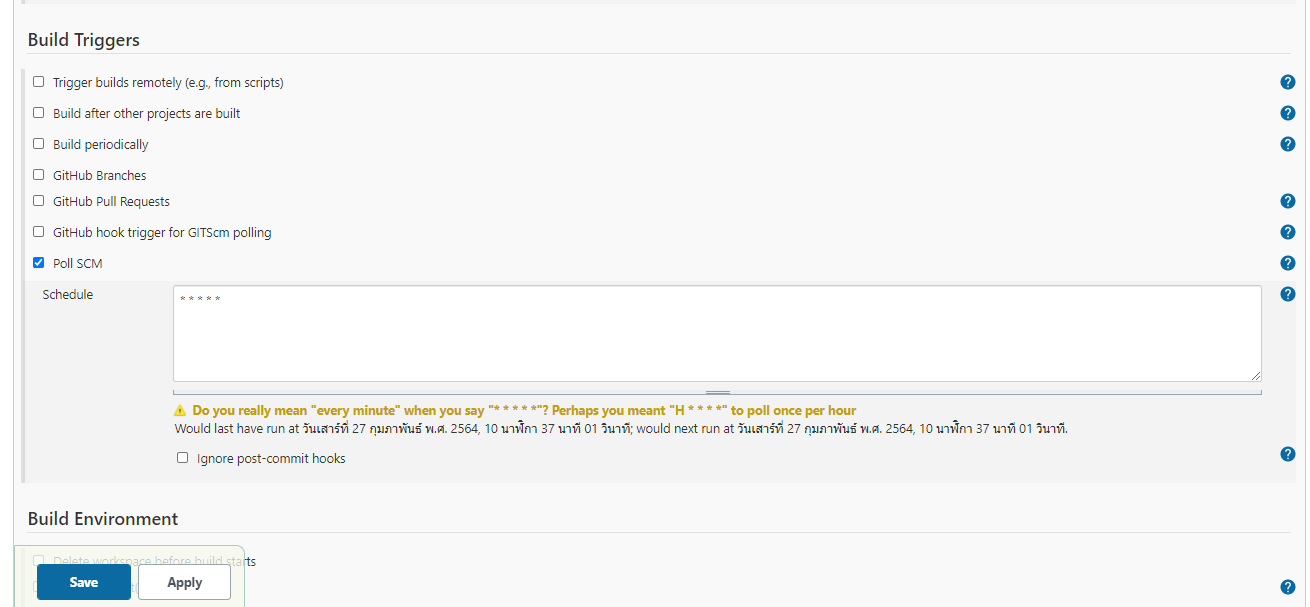 Build Triggers
Trigger builds remotely (e.g., from scripts)
Build after other projects are built
Build periodically
GitHub Branches
GitHub Pull Requests
GitHub hook trigger for GITScm polling
Poll SCM
Schedule
* * * * *
Do you really mean "every minute" when you say "* * * * *"? Perhaps you meant "H * * * *" to poll once per hour
Would last have run at วันเสาร์ที่ 27 กุมภาพันธ์ พ.ศ. 2564, 10 นาฬิกา 37 นาที 01 วินาที; would next run at วันเสาร์ที่ 27 กุมภาพันธ์ พ.ศ. 2564, 10 นาฬิกา 37 นาที 01 วินาที.
Ignore post-commit hooks
Build Environment
Delete workspace before build starts
Save
Apply